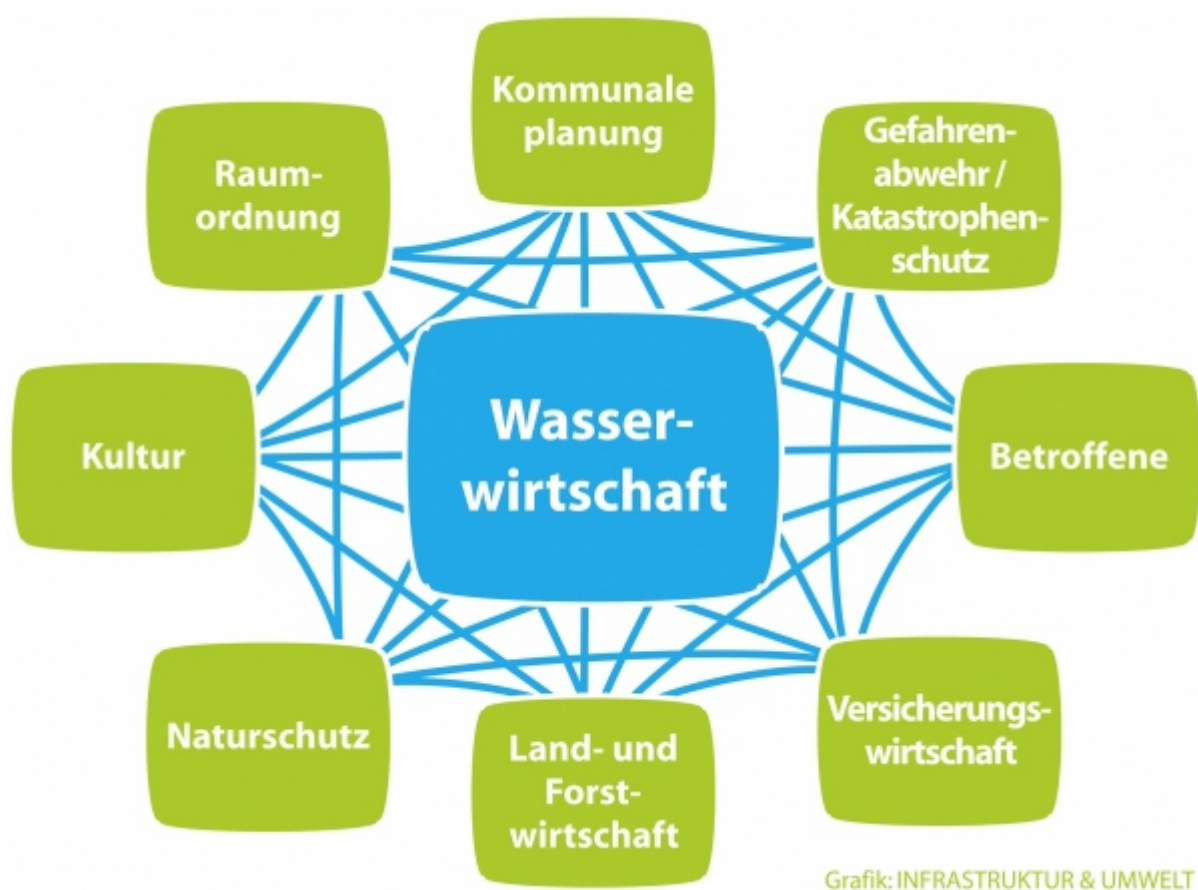 Kommunale
planung
Gefahren-
abwehr /
Katastrophen-
schutz
Raum-
ordnung
Wasser-
wirtschaft
Kultur
Betroffene
Naturschutz
Land- und
Forst-
wirtschaft
Versicherungs-
wirtschaft
Grafik: INFRASTRUKTUR & UMWELT